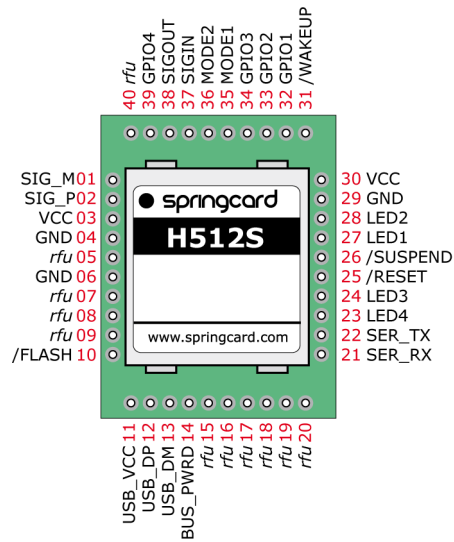 40 rfu
39 GPIO4
38 SIGOUT
37 SIGIN
36 MODE2
35 MODE1
34 GPIO3
33 GPIO2
32 GPIO1
31 /WAKEUP
SIG_M 01
SIG_P 02
VCC 03
GND 04
rfu 05
GND 06
rfu 07
rfu 08
rfu 09
/FLASH 10
springcard
H512S
www.springcard.com
30 VCC
29 GND
28 LED2
27 LED1
26 /SUSPEND
25 /RESET
24 LED3
23 LED4
22 SER_TX
21 SER_RX
USB_VCC 11
USB_DP 12
USB_DM 13
BUS_PWRD 14
rfu 15
rfu 16
rfu 17
rfu 18
rfu 19
rfu 20